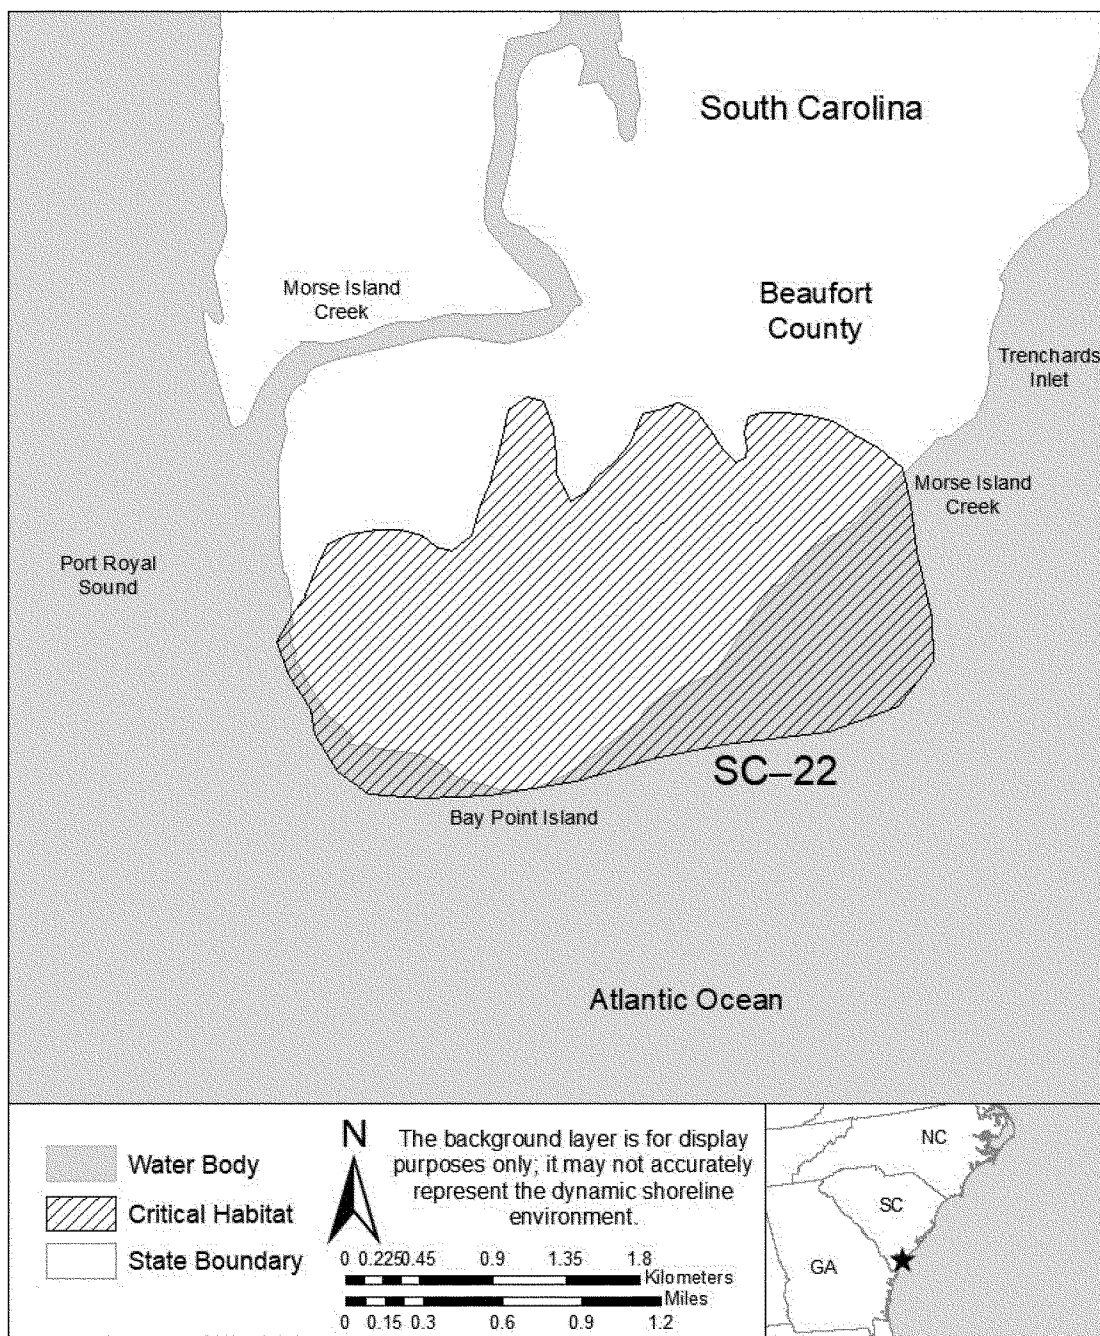 South Carolina
Morse Island
Creek
Beaufort
County
Trenchards
Inlet
Morse Island
Creek
Port Royal
Sound
SC–22
Bay Point Island
Atlantic Ocean
Water Body
Critical Habitat
State Boundary
N
The background layer is for display
purposes only; it may not accurately
represent the dynamic shoreline
environment.
0 0.225 0.45 0.9 1.35 1.8
Kilometers
Miles
0 0.15 0.3 0.6 0.9 1.2
NC
SC
GA